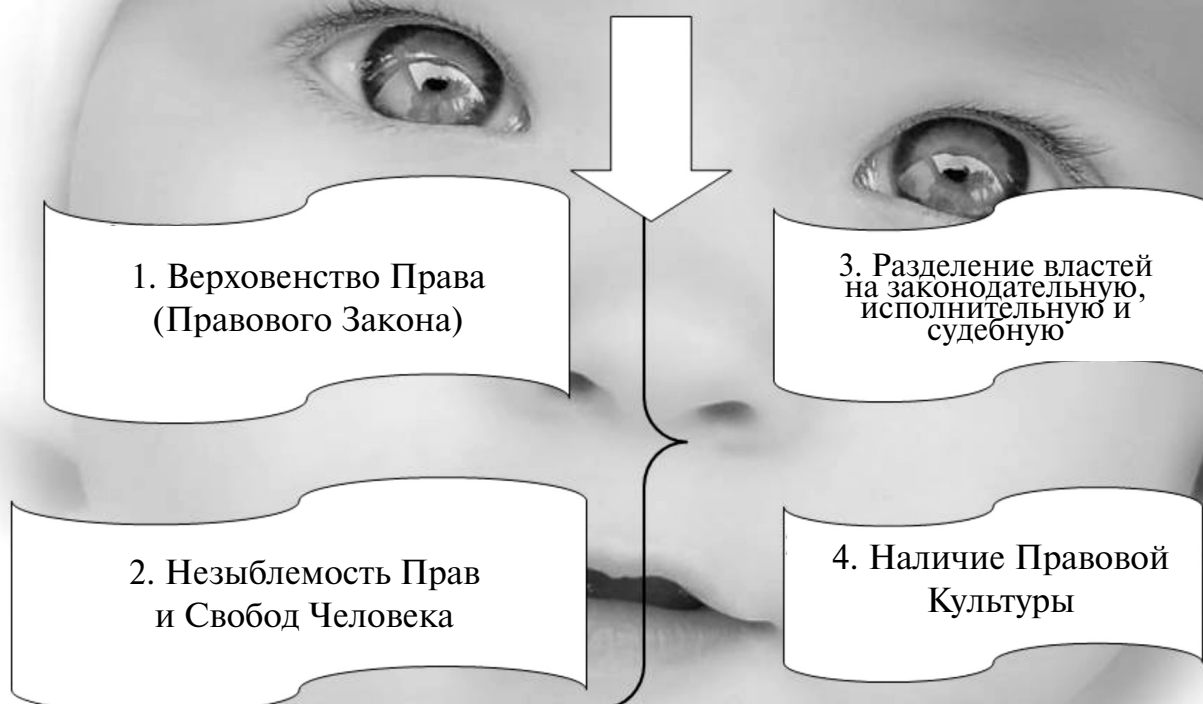 1. Верховенство Права
(Правового Закона)
2. Незыблемость Прав
и Свобод Человека
3. Разделение властей
на законодательную,
исполнительную и
судебную
4. Наличие Правовой
Культуры